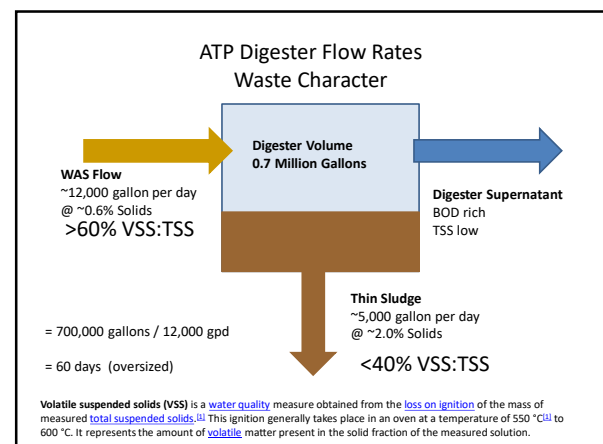 ATP Digester Flow Rates
Waste Character
Digester Volume
0.7 Million Gallons
WAS Flow
~12,000 gallon per day
@ ~0.6% Solids
>60% VSS:TSS
Digester Supernatant
BOD rich
TSS low
Thin Sludge
~5,000 gallon per day
@ ~2.0% Solids
<40% VSS:TSS
= 700,000 gallons / 12,000 gpd
= 60 days (oversized)
Volatile suspended solids (VSS) is a water quality measure obtained from the loss on ignition of the mass of
measured total suspended solids.[1] This ignition generally takes place in an oven at a temperature of 550 °C[1] to
600 °C. It represents the amount of volatile matter present in the solid fraction of the measured solution.